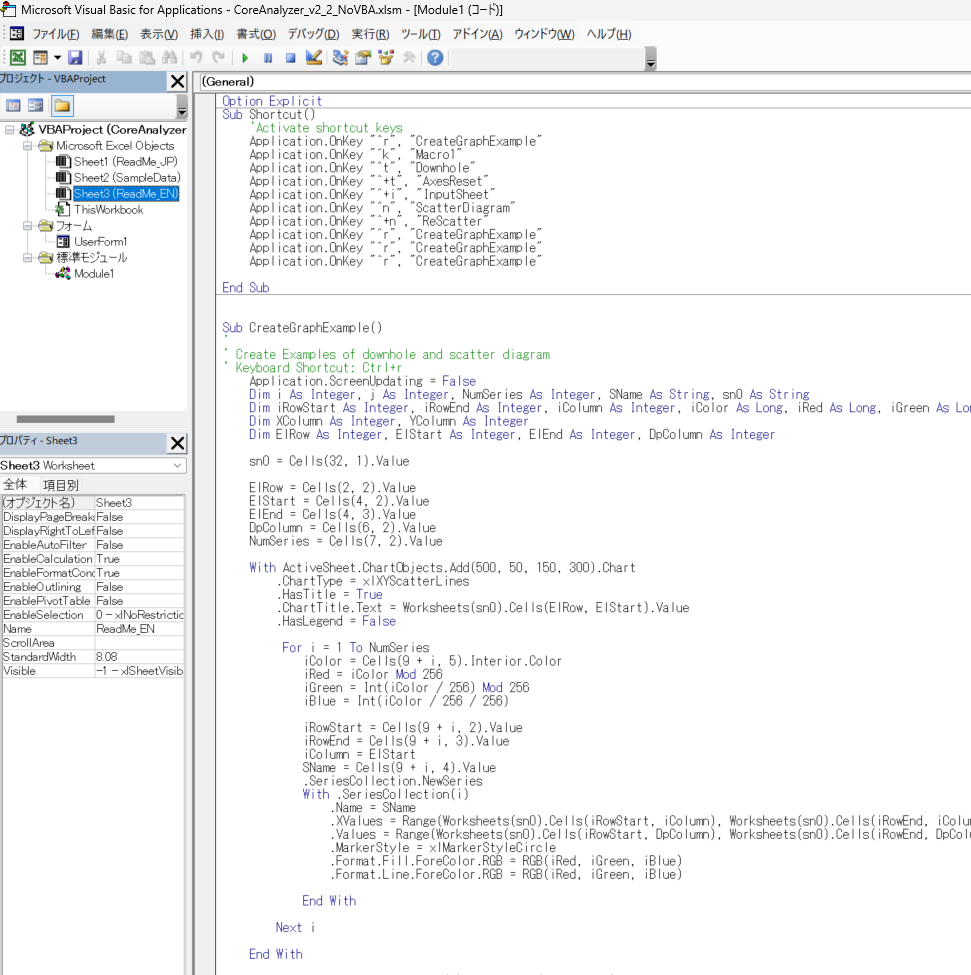 Microsoft Visual Basic for Applications - CoreAnalyzer_v2_2_NoVBA.xlsm - [Module1 (コード)]
ファイル(F) 編集(E) 表示(V) 挿入(I) 書式(O) デバッグ(D) 実行(R) ツール(T) アドイン(A) ウィンドウ(W) ヘルプ(H)
プロジェクト - VBAProject
VBAProject (CoreAnalyzer
Microsoft Excel Objects
Sheet1 (ReadMe_JP)
Sheet2 (SampleData)
Sheet3 (ReadMe_EN)
ThisWorkbook
フォーム
UserForm1
標準モジュール
Module1
プロパティ - Sheet3
Sheet3 Worksheet
全体 項目別
(オブジェクト名) Sheet3
DisplayPageBreaks False
DisplayRightToLeft False
EnableAutoFilter False
EnableCalculation True
EnableFormatCond True
EnableOutlining False
EnablePivotTable False
EnableSelection 0 - xlNoRestrictio
Name ReadMe_EN
ScrollArea
StandardWidth 8.08
Visible -1 - xlSheetVisib
(General)
Option Explicit
Sub Shortcut()
'Activate shortcut keys
Application.OnKey "^r", "CreateGraphExample"
Application.OnKey "^k", "Macro1"
Application.OnKey "^t", "Downhole"
Application.OnKey "^+t", "AxesReset"
Application.OnKey "^+i", "InputSheet"
Application.OnKey "^n", "ScatterDiagram"
Application.OnKey "^+n", "ReScatter"
Application.OnKey "^r", "CreateGraphExample"
Application.OnKey "^r", "CreateGraphExample"
Application.OnKey "^r", "CreateGraphExample"
End Sub
Sub CreateGraphExample()
'
' Create Examples of downhole and scatter diagram
' Keyboard Shortcut: Ctrl+r
Application.ScreenUpdating = False
Dim i As Integer, j As Integer, NumSeries As Integer, SName As String, sn0 As String
Dim iRowStart As Integer, iRowEnd As Integer, iColumn As Integer, iColor As Long, iRed As Long, iGreen As Lon
Dim XColumn As Integer, YColumn As Integer
Dim ElRow As Integer, ElStart As Integer, ElEnd As Integer, DpColumn As Integer
sn0 = Cells(32, 1).Value
ElRow = Cells(2, 2).Value
ElStart = Cells(4, 2).Value
ElEnd = Cells(4, 3).Value
DpColumn = Cells(6, 2).Value
NumSeries = Cells(7, 2).Value
With ActiveSheet.ChartObjects.Add(500, 50, 150, 300).Chart
.ChartType = xlXYScatterLines
.HasTitle = True
.ChartTitle.Text = Worksheets(sn0).Cells(ElRow, ElStart).Value
.HasLegend = False
For i = 1 To NumSeries
iColor = Cells(9 + i, 5).Interior.Color
iRed = iColor Mod 256
iGreen = Int(iColor / 256) Mod 256
iBlue = Int(iColor / 256 / 256)
iRowStart = Cells(9 + i, 2).Value
iRowEnd = Cells(9 + i, 3).Value
iColumn = ElStart
SName = Cells(9 + i, 4).Value
.SeriesCollection.NewSeries
With .SeriesCollection(i)
.Name = SName
.XValues = Range(Worksheets(sn0).Cells(iRowStart, iColumn), Worksheets(sn0).Cells(iRowEnd, iColum
.Values = Range(Worksheets(sn0).Cells(iRowStart, DpColumn), Worksheets(sn0).Cells(iRowEnd, DpColu
.MarkerStyle = xlMarkerStyleCircle
.Format.Fill.ForeColor.RGB = RGB(iRed, iGreen, iBlue)
.Format.Line.ForeColor.RGB = RGB(iRed, iGreen, iBlue)
End With
Next i
End With